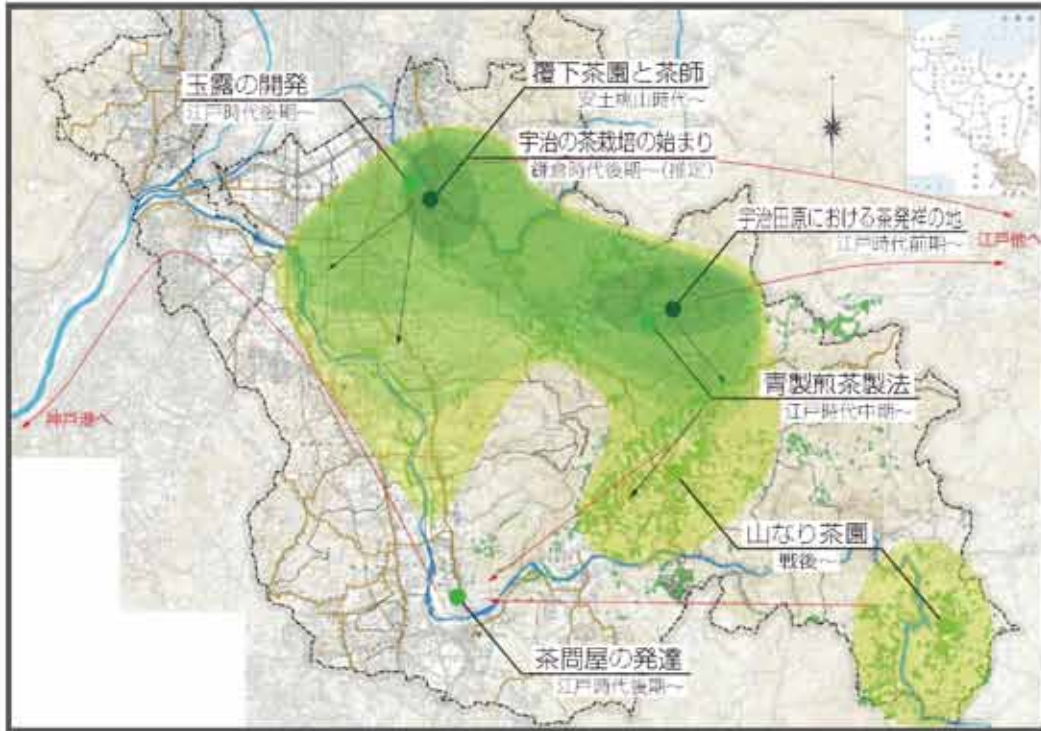 玉露の開発
江戸時代後期～
覆下茶園と茶師
安土桃山時代～
宇治の茶栽培の始まり
鎌倉時代後期～(推定)
宇治田原における茶発祥の地
江戸時代前期～
江戸他へ
青製煎茶製法
江戸時代中期～
神戸港へ
山なり茶園
戦後～
茶問屋の発達
江戸時代後期～